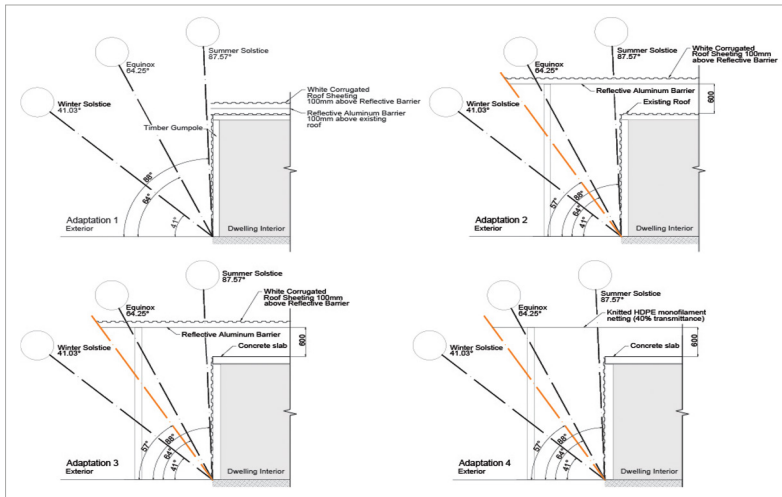 Summer Solstice
87.57°
Equinox
64.25°
Winter Solstice
41.03°
White Corrugated
Roof Sheeting
100mm above Reflective Barrier
Reflective Aluminum Barrier
100mm above existing
roof
Timber Gumpole
88°
64°
41°
Adaptation 1
Exterior
Dwelling Interior
Equinox
64.25°
Summer Solstice
87.57°
White Corrugated
Roof Sheeting 100mm
above Reflective Barrier
Reflective Aluminum Barrier
Existing Roof
600
Winter Solstice
41.03°
57°
88°
64°
41°
Adaptation 2
Exterior
Dwelling Interior
Summer Solstice
87.57°
White Corrugated
Roof Sheeting 100mm
above Reflective Barrier
Equinox
64.25°
Reflective Aluminum Barrier
Concrete slab
600
Winter Solstice
41.03°
57°
88°
64°
41°
Adaptation 3
Exterior
Dwelling Interior
Summer Solstice
87.57°
Equinox
64.25°
Knitted HDPE monofilament
netting (40% transmittance)
Concrete slab
600
Winter Solstice
41.03°
57°
88°
64°
41°
Adaptation 4
Exterior
Dwelling Interior